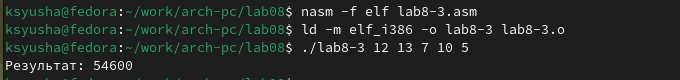 ksyusha@fedora:~/work/arch-pc/lab08$ nasm -f elf lab8-3.asm
ksyusha@fedora:~/work/arch-pc/lab08$ ld -m elf_i386 -o lab8-3 lab8-3.o
ksyusha@fedora:~/work/arch-pc/lab08$ ./lab8-3 12 13 7 10 5
Результат: 54600